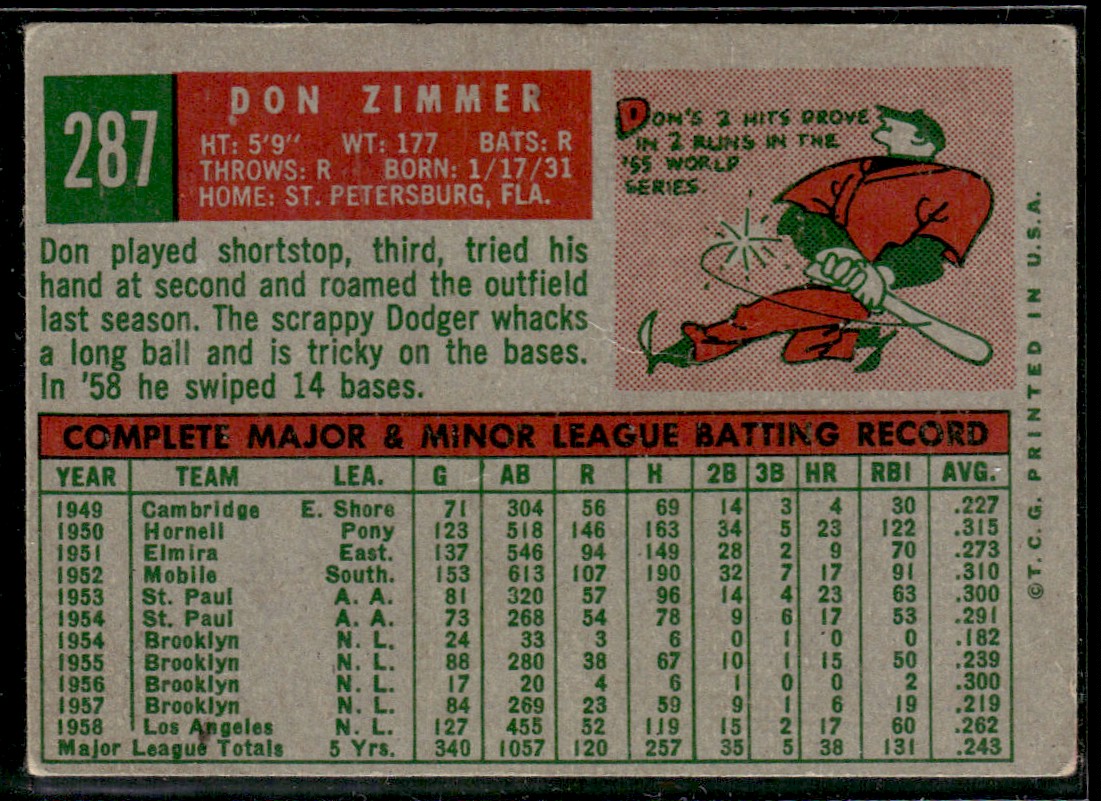 287
DON ZIMMER
HT: 5'9" WT: 177 BATS: R
THROWS: R BORN: 1/17/31
HOME: ST. PETERSBURG, FLA.
DON'S 2 HITS DROVE
IN 2 RUNS IN THE
'55 WORLD
SERIES.
Don played shortstop, third, tried his
hand at second and roamed the outfield
last season. The scrappy Dodger whacks
a long ball and is tricky on the bases.
In '58 he swiped 14 bases.
COMPLETE MAJOR & MINOR LEAGUE BATTING RECORD
YEAR TEAM LEA. G AB R H 2B 3B HR RBI AVG.
1949 Cambridge E. Shore 71 304 56 69 14 3 4 30 .227
1950 Hornell Pony 123 518 146 163 34 5 23 122 .315
1951 Elmira East. 137 546 94 149 28 2 9 70 .273
1952 Mobile South. 153 613 107 190 32 7 17 91 .310
1953 St. Paul A. A. 81 320 57 96 14 4 23 63 .300
1954 St. Paul A. A. 73 268 54 78 9 6 17 53 .291
1954 Brooklyn N. L. 24 33 3 6 0 1 0 0 .182
1955 Brooklyn N. L. 88 280 38 67 10 1 15 50 .239
1956 Brooklyn N. L. 17 20 4 6 1 0 0 2 .300
1957 Brooklyn N. L. 84 269 23 59 9 1 6 19 .219
1958 Los Angeles N. L. 127 455 52 119 15 2 17 60 .262
Major League Totals 5 Yrs. 340 1057 120 257 35 5 38 131 .243
© T. C. G. PRINTED IN U.S.A.